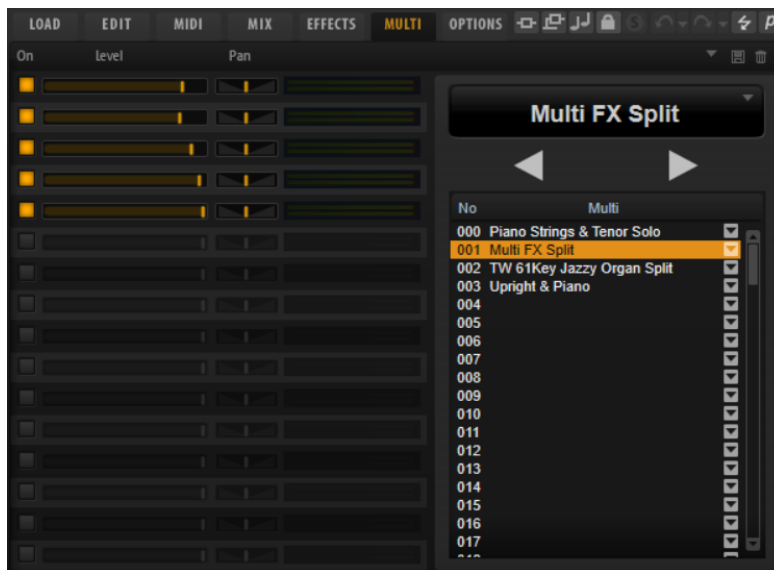 LOAD EDIT MIDI MIX EFFECTS MULTI OPTIONS
On Level Pan
Multi FX Split
No Multi
000 Piano Strings & Tenor Solo
001 Multi FX Split
002 TW 61Key Jazzy Organ Split
003 Upright & Piano
004
005
006
007
008
009
010
011
012
013
014
015
016
017